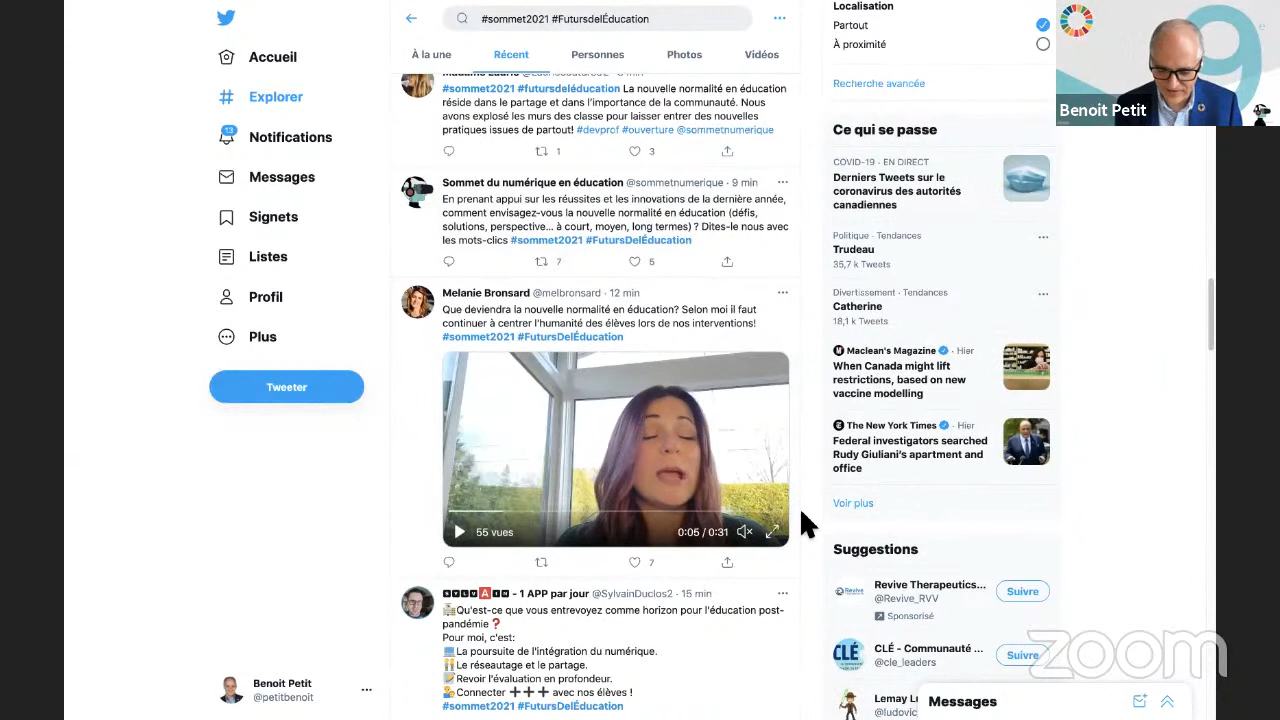 Accueil
Explorer
13
Notifications
Messages
Signets
Listes
Profil
Plus
Tweeter
Benoit Petit
@petitbenoit
#sommet2021 #FutursdelÉducation
À la une
Récent
Personnes
Photos
Vidéos
#sommet2021 #futursdeléducation La nouvelle normalité en éducation
réside dans le partage et dans l'importance de la communauté. Nous
avons explosé les murs des classe pour laisser entrer des nouvelles
pratiques issues de partout! #devprof #ouverture @sommetnumerique
1
3
Sommet du numérique en éducation @sommetnumerique · 9 min
En prenant appui sur les réussites et les innovations de la dernière année,
comment envisagez-vous la nouvelle normalité en éducation (défis,
solutions, perspective... à court, moyen, long termes) ? Dites-le nous avec
les mots-clics #sommet2021 #FutursDelÉducation
7
5
Melanie Bronsard @melbronsard · 12 min
Que deviendra la nouvelle normalité en éducation? Selon moi il faut
continuer à centrer l'humanité des élèves lors de nos interventions!
#sommet2021 #FutursDelÉducation
55 vues
0:05 / 0:31
7
SYLVAIN - 1 APP par jour @SylvainDuclos2 · 15 min
Qu'est-ce que vous entrevoyez comme horizon pour l'éducation post-
pandémie ❓
Pour moi, c'est:
La poursuite de l'intégration du numérique.
Le réseautage et le partage.
Revoir l'évaluation en profondeur.
Connecter ➕➕➕ avec nos élèves !
#sommet2021 #FutursDelÉducation
Localisation
Partout
À proximité
Recherche avancée
Ce qui se passe
COVID-19 · EN DIRECT
Derniers Tweets sur le
coronavirus des autorités
canadiennes
Politique · Tendances
Trudeau
35,7 k Tweets
Divertissement · Tendances
Catherine
18,1 k Tweets
Maclean's Magazine · Hier
When Canada might lift
restrictions, based on new
vaccine modelling
The New York Times · Hier
Federal investigators searched
Rudy Giuliani's apartment and
office
Voir plus
Suggestions
Revive
Revive Therapeutics...
@Revive_RVV
Sponsorisé
Suivre
CLÉ
CLÉ - Communauté ...
@cle_leaders
Suivre
@ludovic
Messages
Benoit Petit
zoom